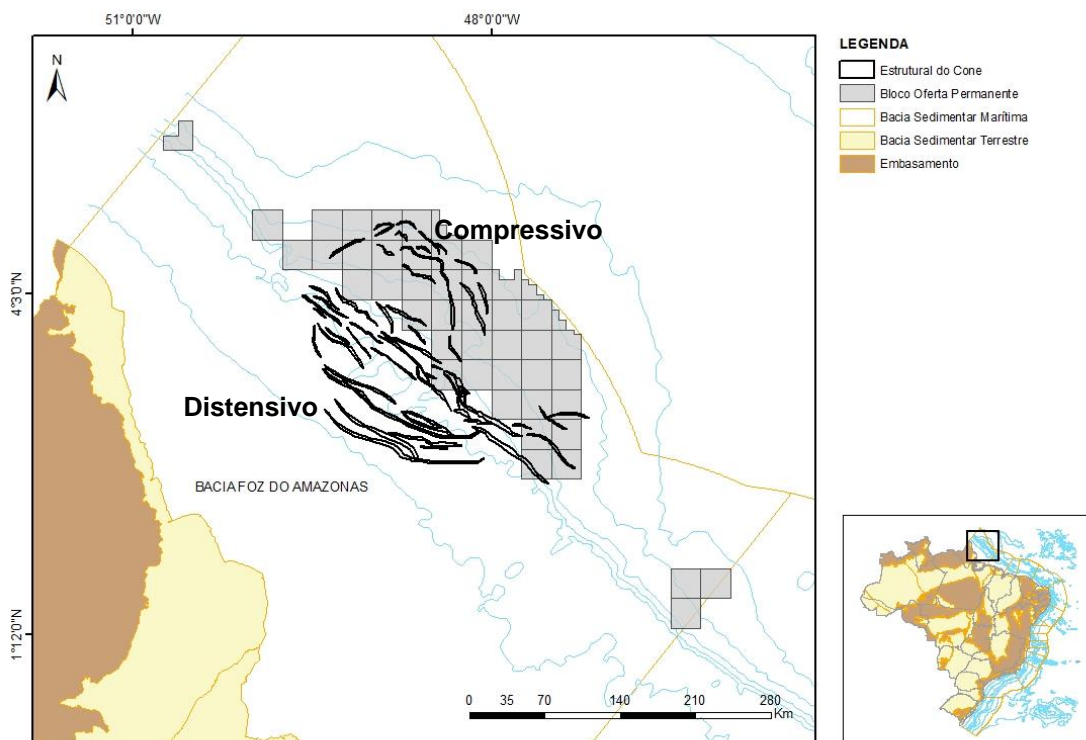 51°0'0"W
48°0'0"W
N
4°3'0"N
1°12'0"N
Compressivo
Distensivo
BACIA FOZ DO AMAZONAS
0 35 70 140 210 280
Km
LEGENDA
Estrutural do Cone
Bloco Oferta Permanente
Bacia Sedimentar Marítima
Bacia Sedimentar Terrestre
Embasamento